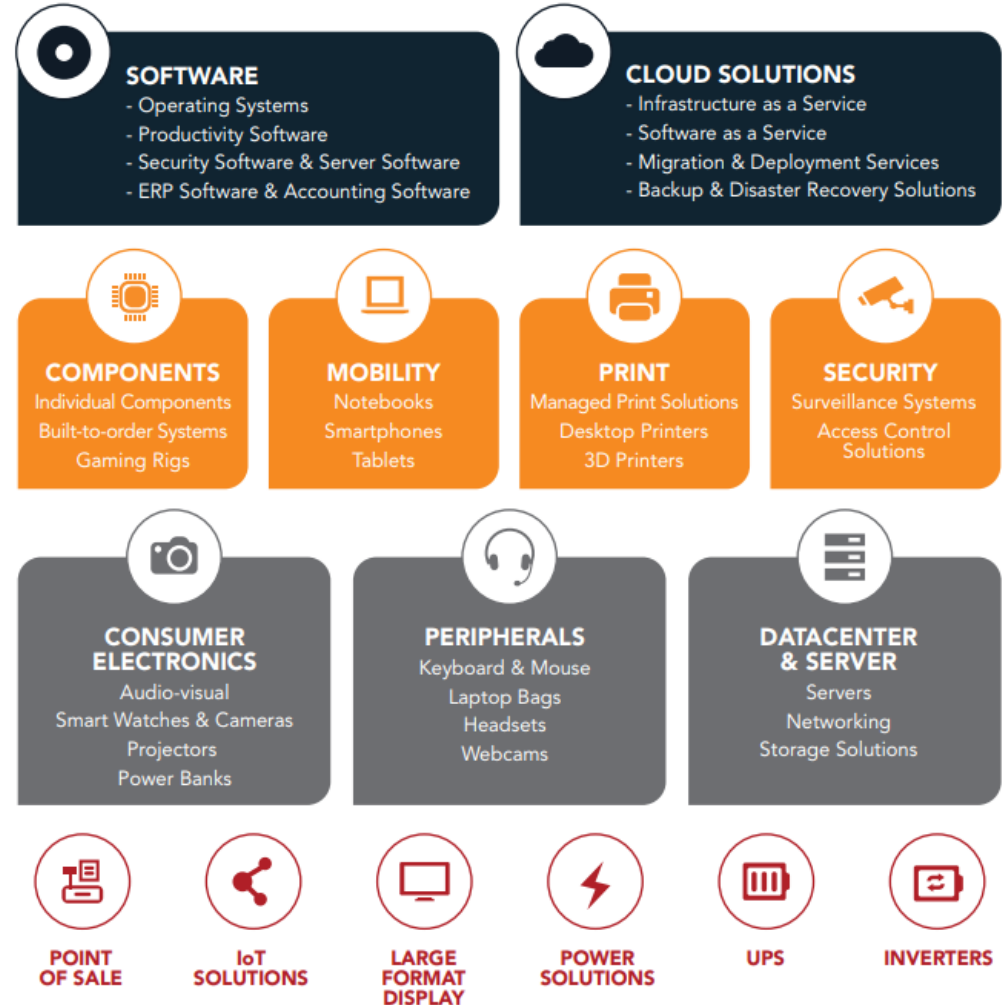 SOFTWARE
- Operating Systems
- Productivity Software
- Security Software & Server Software
- ERP Software & Accounting Software
CLOUD SOLUTIONS
- Infrastructure as a Service
- Software as a Service
- Migration & Deployment Services
- Backup & Disaster Recovery Solutions
COMPONENTS
Individual Components
Built-to-order Systems
Gaming Rigs
MOBILITY
Notebooks
Smartphones
Tablets
PRINT
Managed Print Solutions
Desktop Printers
3D Printers
SECURITY
Surveillance Systems
Access Control
Solutions
CONSUMER
ELECTRONICS
Audio-visual
Smart Watches & Cameras
Projectors
Power Banks
PERIPHERALS
Keyboard & Mouse
Laptop Bags
Headsets
Webcams
DATACENTER
& SERVER
Servers
Networking
Storage Solutions
POINT
OF SALE
IoT
SOLUTIONS
LARGE
FORMAT
DISPLAY
POWER
SOLUTIONS
UPS
INVERTERS